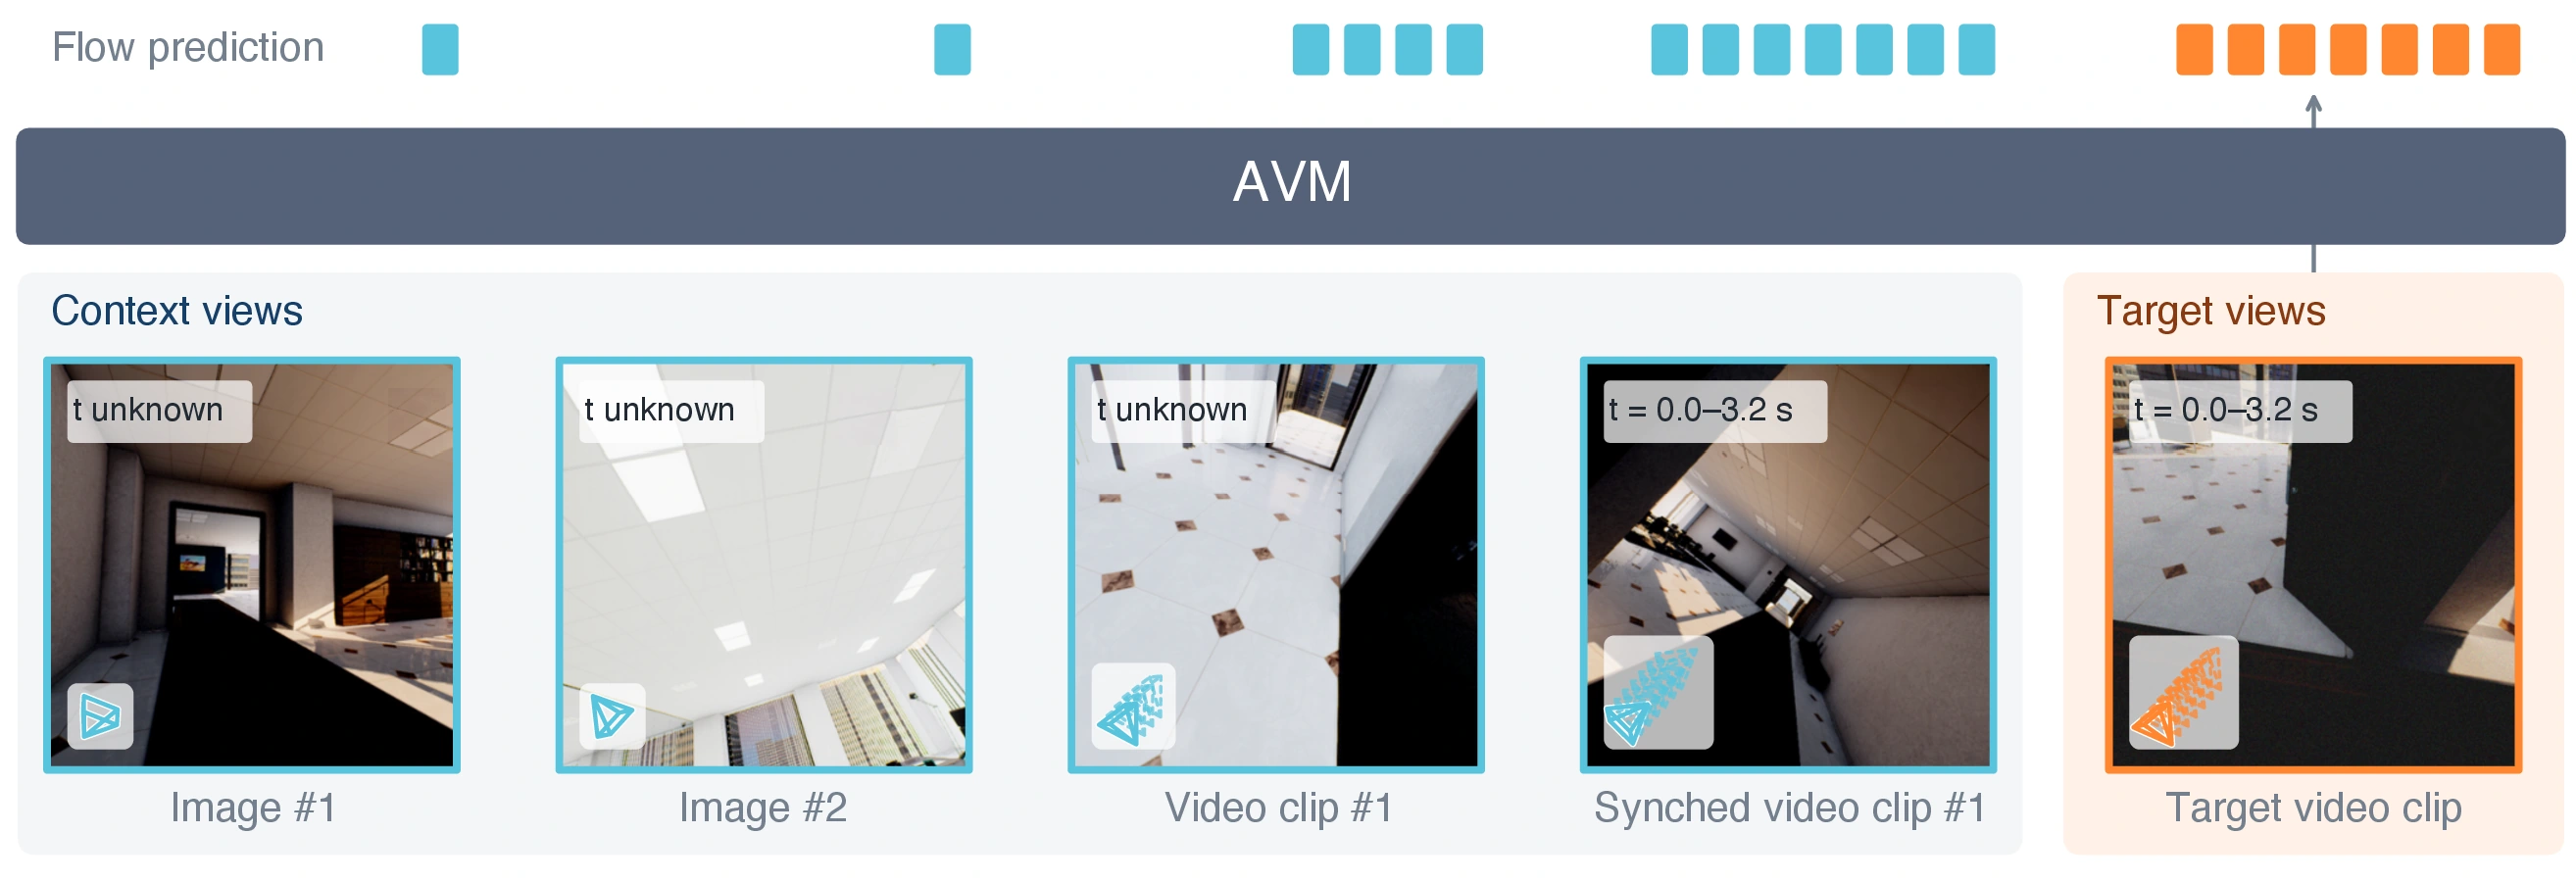 Flow prediction
AVM
Context views
Target views
t unknown
t unknown
t unknown
t = 0.0–3.2 s
t = 0.0–3.2 s
Image #1
Image #2
Video clip #1
Synched video clip #1
Target video clip